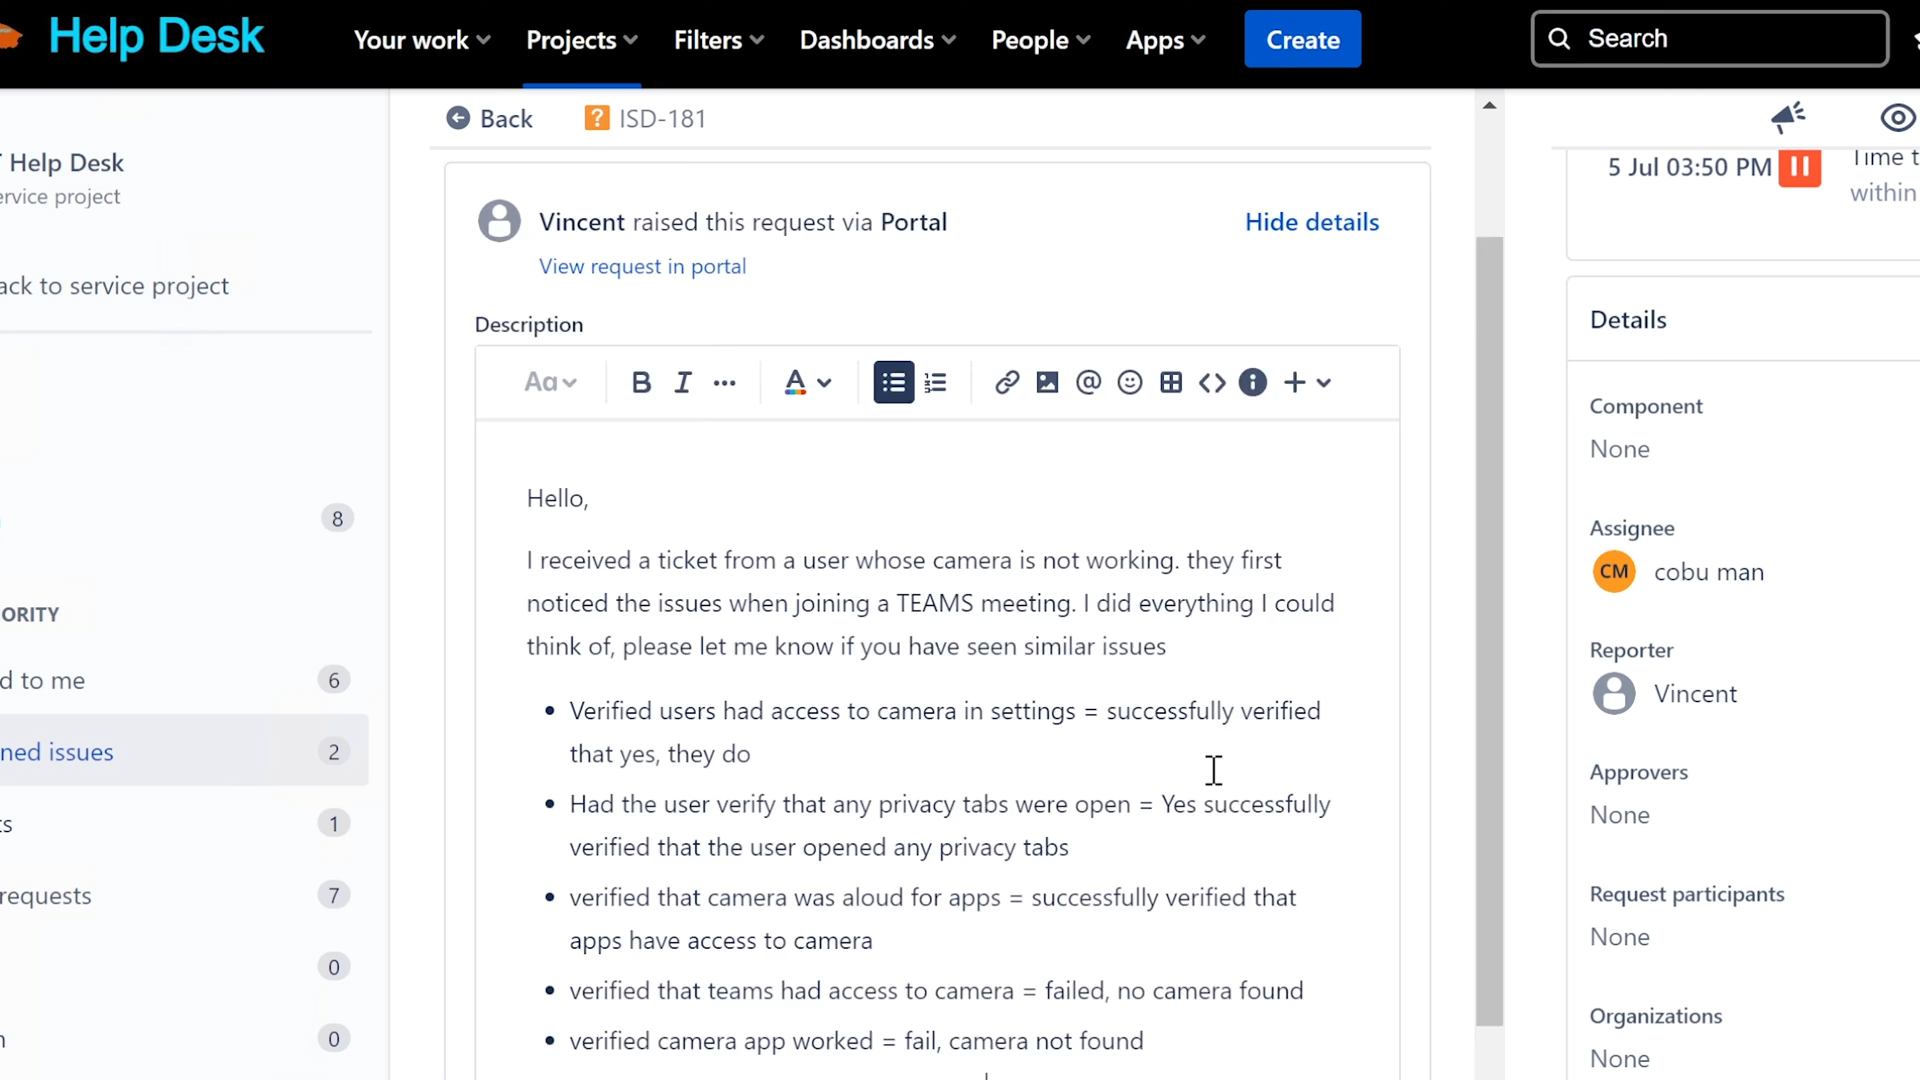 Help Desk
Your work
Projects
Filters
Dashboards
People
Apps
Create
Search
Back
ISD-181
Help Desk
ervice project
ack to service project
8
ORITY
d to me
6
ned issues
2
ts
1
requests
7
0
n
0
Vincent raised this request via Portal
Hide details
View request in portal
Description
Aa
B
I
A
Hello,
I received a ticket from a user whose camera is not working. they first
noticed the issues when joining a TEAMS meeting. I did everything I could
think of, please let me know if you have seen similar issues
Verified users had access to camera in settings = successfully verified
that yes, they do
Had the user verify that any privacy tabs were open = Yes successfully
verified that the user opened any privacy tabs
verified that camera was aloud for apps = successfully verified that
apps have access to camera
verified that teams had access to camera = failed, no camera found
verified camera app worked = fail, camera not found
5 Jul 03:50 PM
Time t
within
Details
Component
None
Assignee
CM
cobu man
Reporter
Vincent
Approvers
None
Request participants
None
Organizations
None